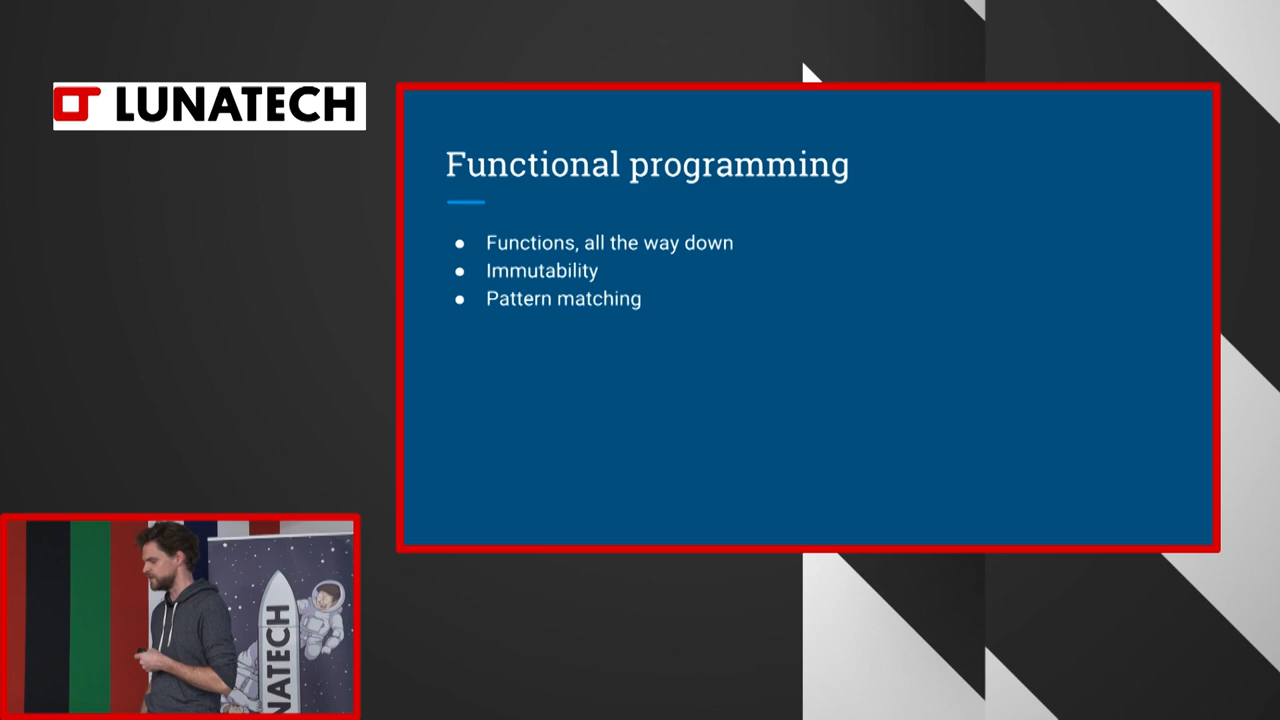 LUNATECH
Functional programming
● Functions, all the way down
● Immutability
● Pattern matching
NATECH